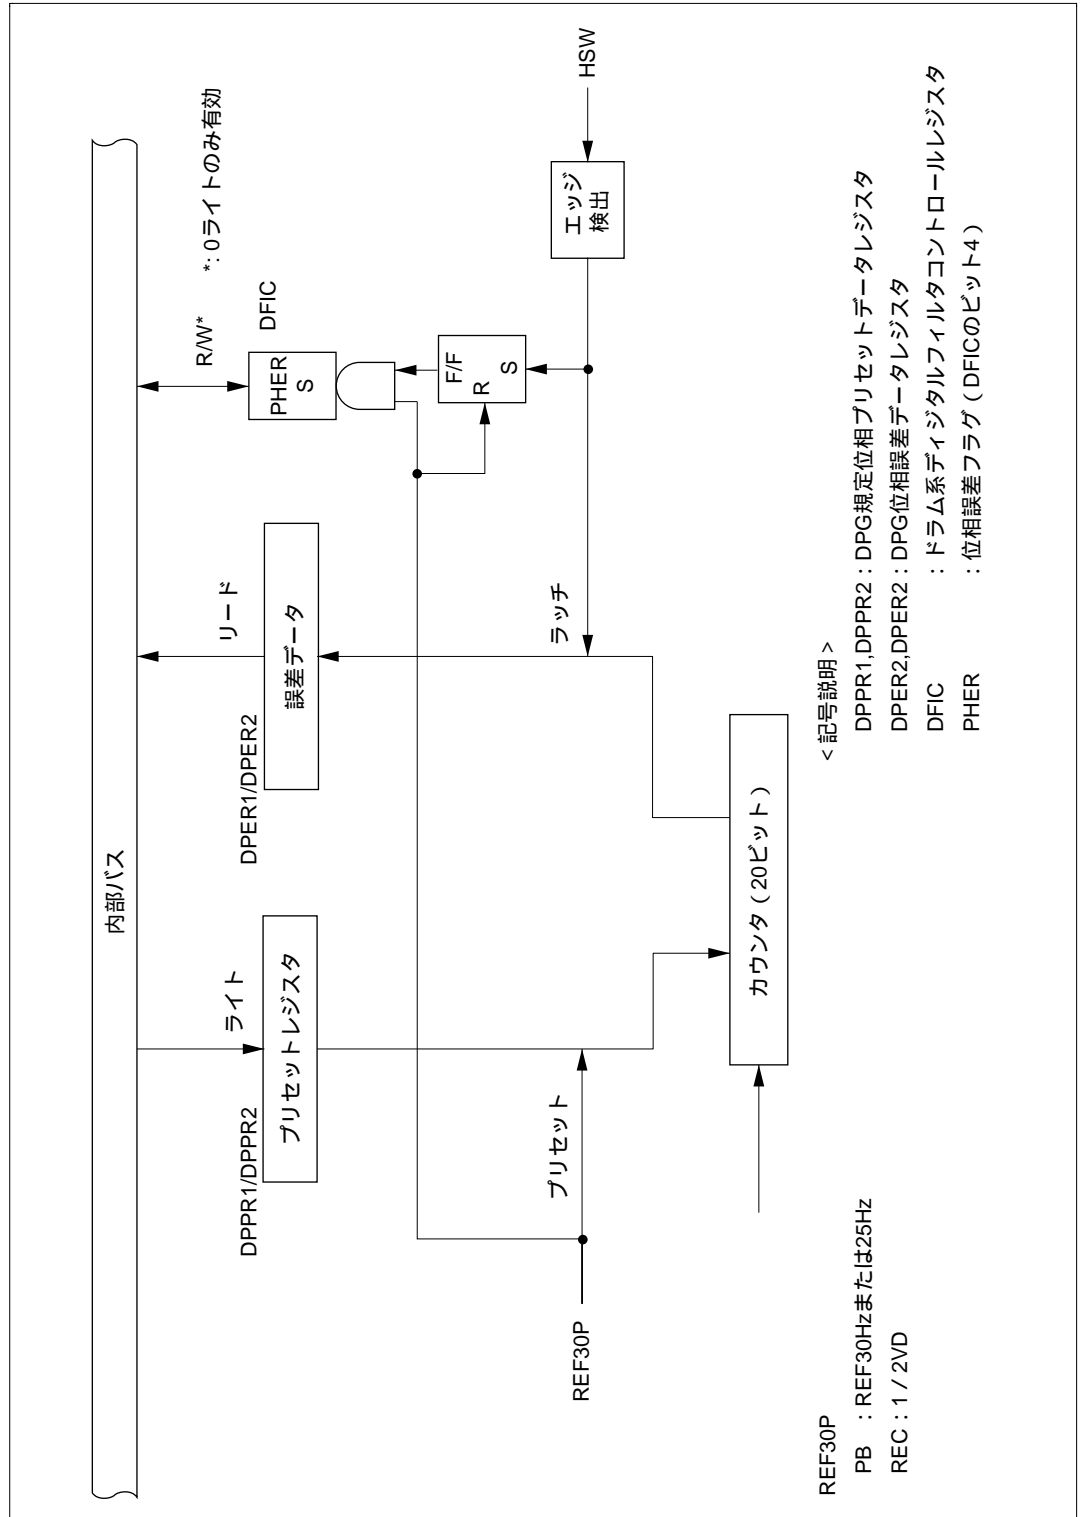 内部バス
ライト
リード
R/W*
*: 0ライトのみ有効
DPPR1/DPPR2
プリセットレジスタ
DPER1/DPER2
誤差データ
PHER
S
DFIC
F/F
R
S
エッジ
検出
HSW
プリセット
ラッチ
REF30P
カウンタ（20ビット）
REF30P
PB ：REF30Hzまたは25Hz
REC：1 / 2VD
＜記号説明＞
DPPR1,DPPR2：DPG規定位相プリセットデータレジスタ
DPER2,DPER2：DPG位相誤差データレジスタ
DFIC ：ドラム系ディジタルフィルタコントロールレジスタ
PHER ：位相誤差フラグ（DFICのビット4）